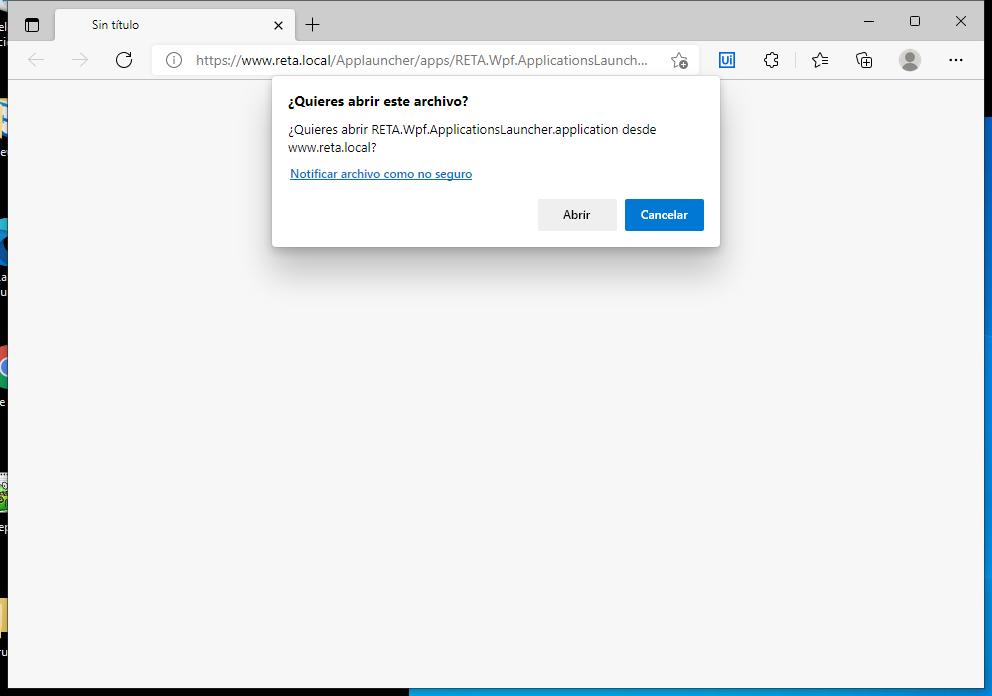 Sin título
https://www.reta.local/Applauncher/apps/RETA.Wpf.ApplicationsLaunch...
Ui
¿Quieres abrir este archivo?
¿Quieres abrir RETA.Wpf.ApplicationsLauncher.application desde
www.reta.local?
Notificar archivo como no seguro
Abrir
Cancelar